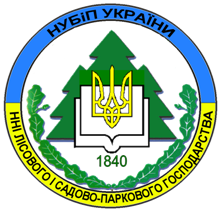 НУБІП УКРАЇНИ
1840
ННІ ЛІСОВОГО І САДОВО-ПАРКОВОГО ГОСПОДАРСТВА